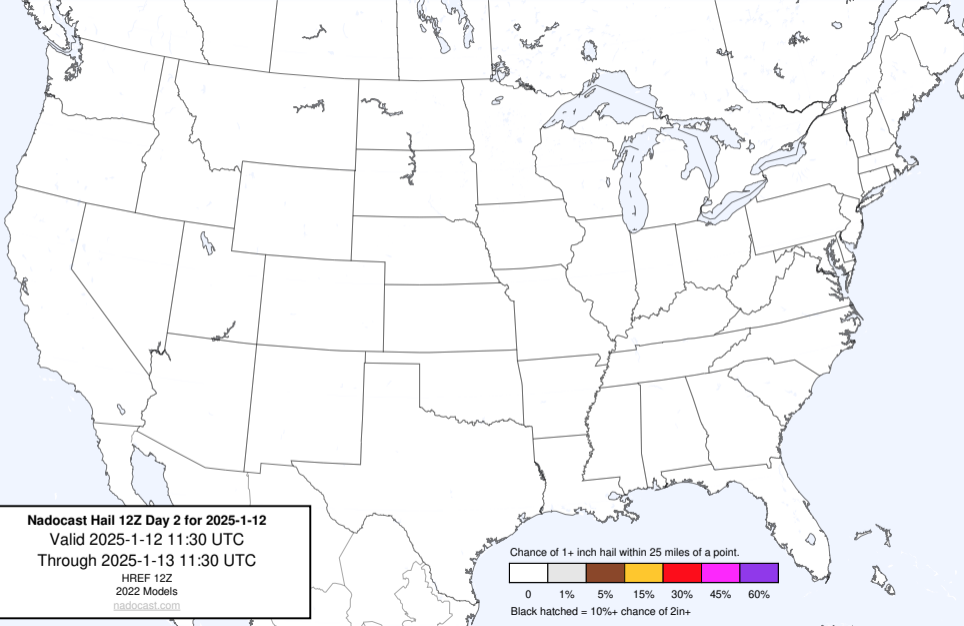 Nadocast Hail 12Z Day 2 for 2025-1-12
Valid 2025-1-12 11:30 UTC
Through 2025-1-13 11:30 UTC
HREF 12Z
2022 Models
nadocast.com
Chance of 1+ inch hail within 25 miles of a point.
0 1% 5% 15% 30% 45% 60%
Black hatched = 10%+ chance of 2in+